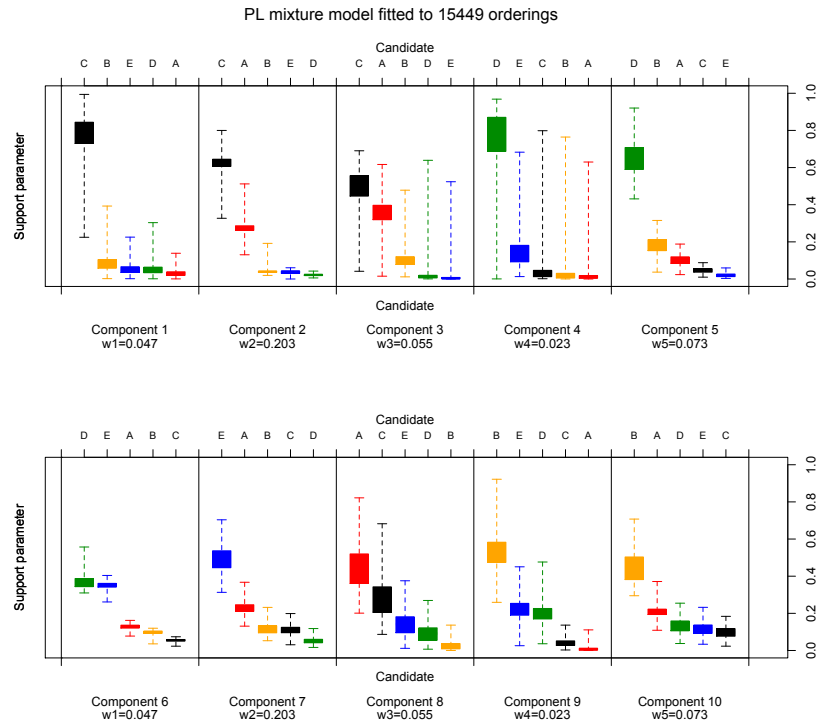 PL mixture model fitted to 15449 orderings
Candidate
C B E D A C A B E D C A B D E D E C B A D B A C E
Support parameter
0.0 0.2 0.4 0.6 0.8 1.0
Candidate
Component 1 Component 2 Component 3 Component 4 Component 5
w1=0.047 w2=0.203 w3=0.055 w4=0.023 w5=0.073
Candidate
D E A B C E A B C D A C E D B B E D C A B A D E C
Support parameter
0.0 0.2 0.4 0.6 0.8 1.0
Candidate
Component 6 Component 7 Component 8 Component 9 Component 10
w1=0.047 w2=0.203 w3=0.055 w4=0.023 w5=0.073